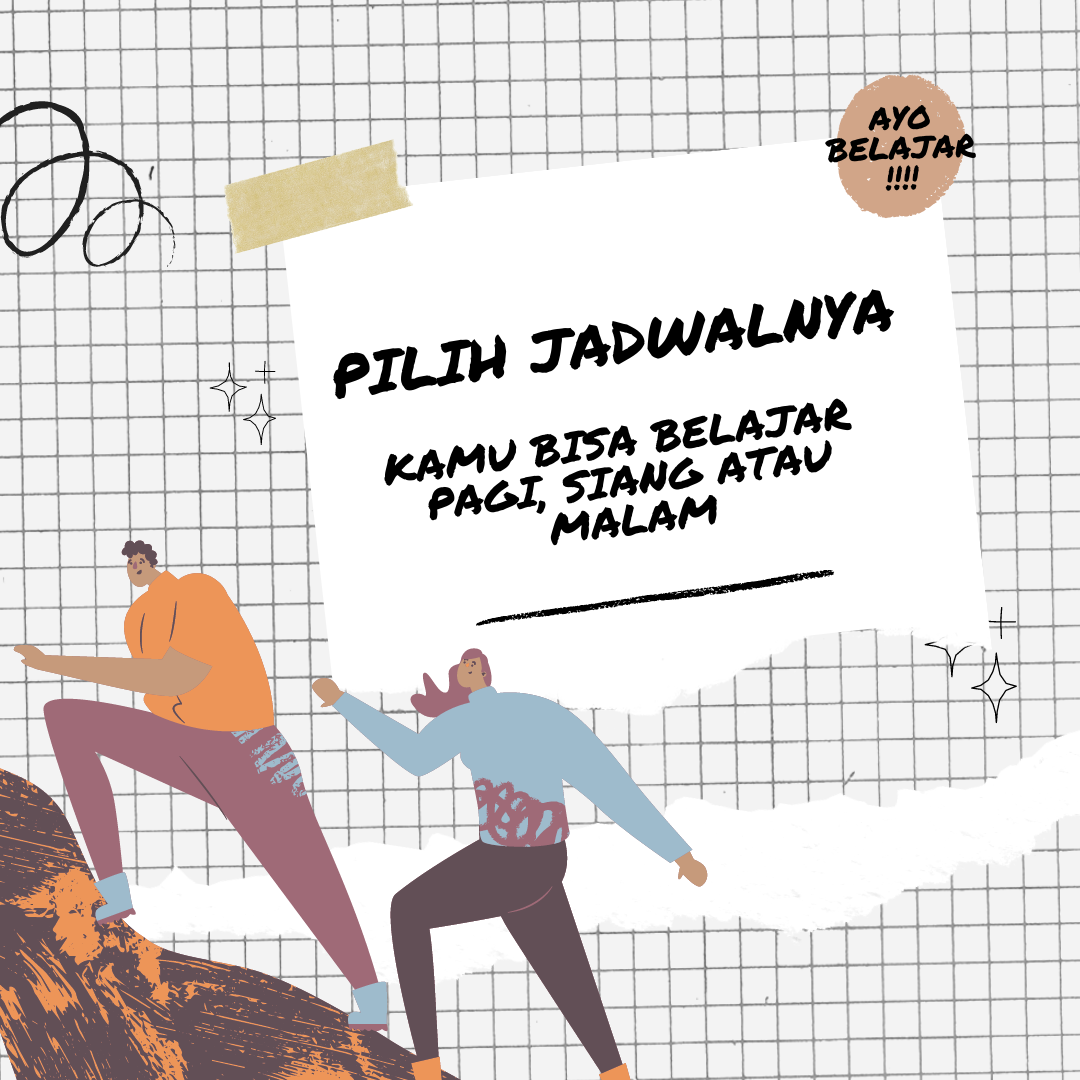 AYO
BELAJAR
!!!!
PILIH JADWALNYA
KAMU BISA BELAJAR
PAGI, SIANG ATAU
MALAM